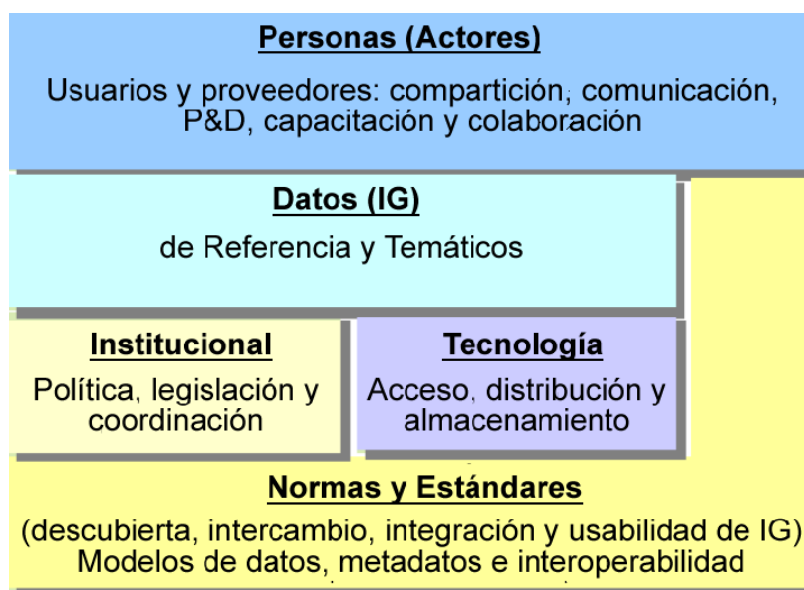 Personas (Actores)
Usuarios y proveedores: compartición, comunicación,
P&D, capacitación y colaboración
Datos (IG)
de Referencia y Temáticos
Institucional
Política, legislación y
coordinación
Tecnología
Acceso, distribución y
almacenamiento
Normas y Estándares
(descubierta, intercambio, integración y usabilidad de IG)
Modelos de datos, metadatos e interoperabilidad